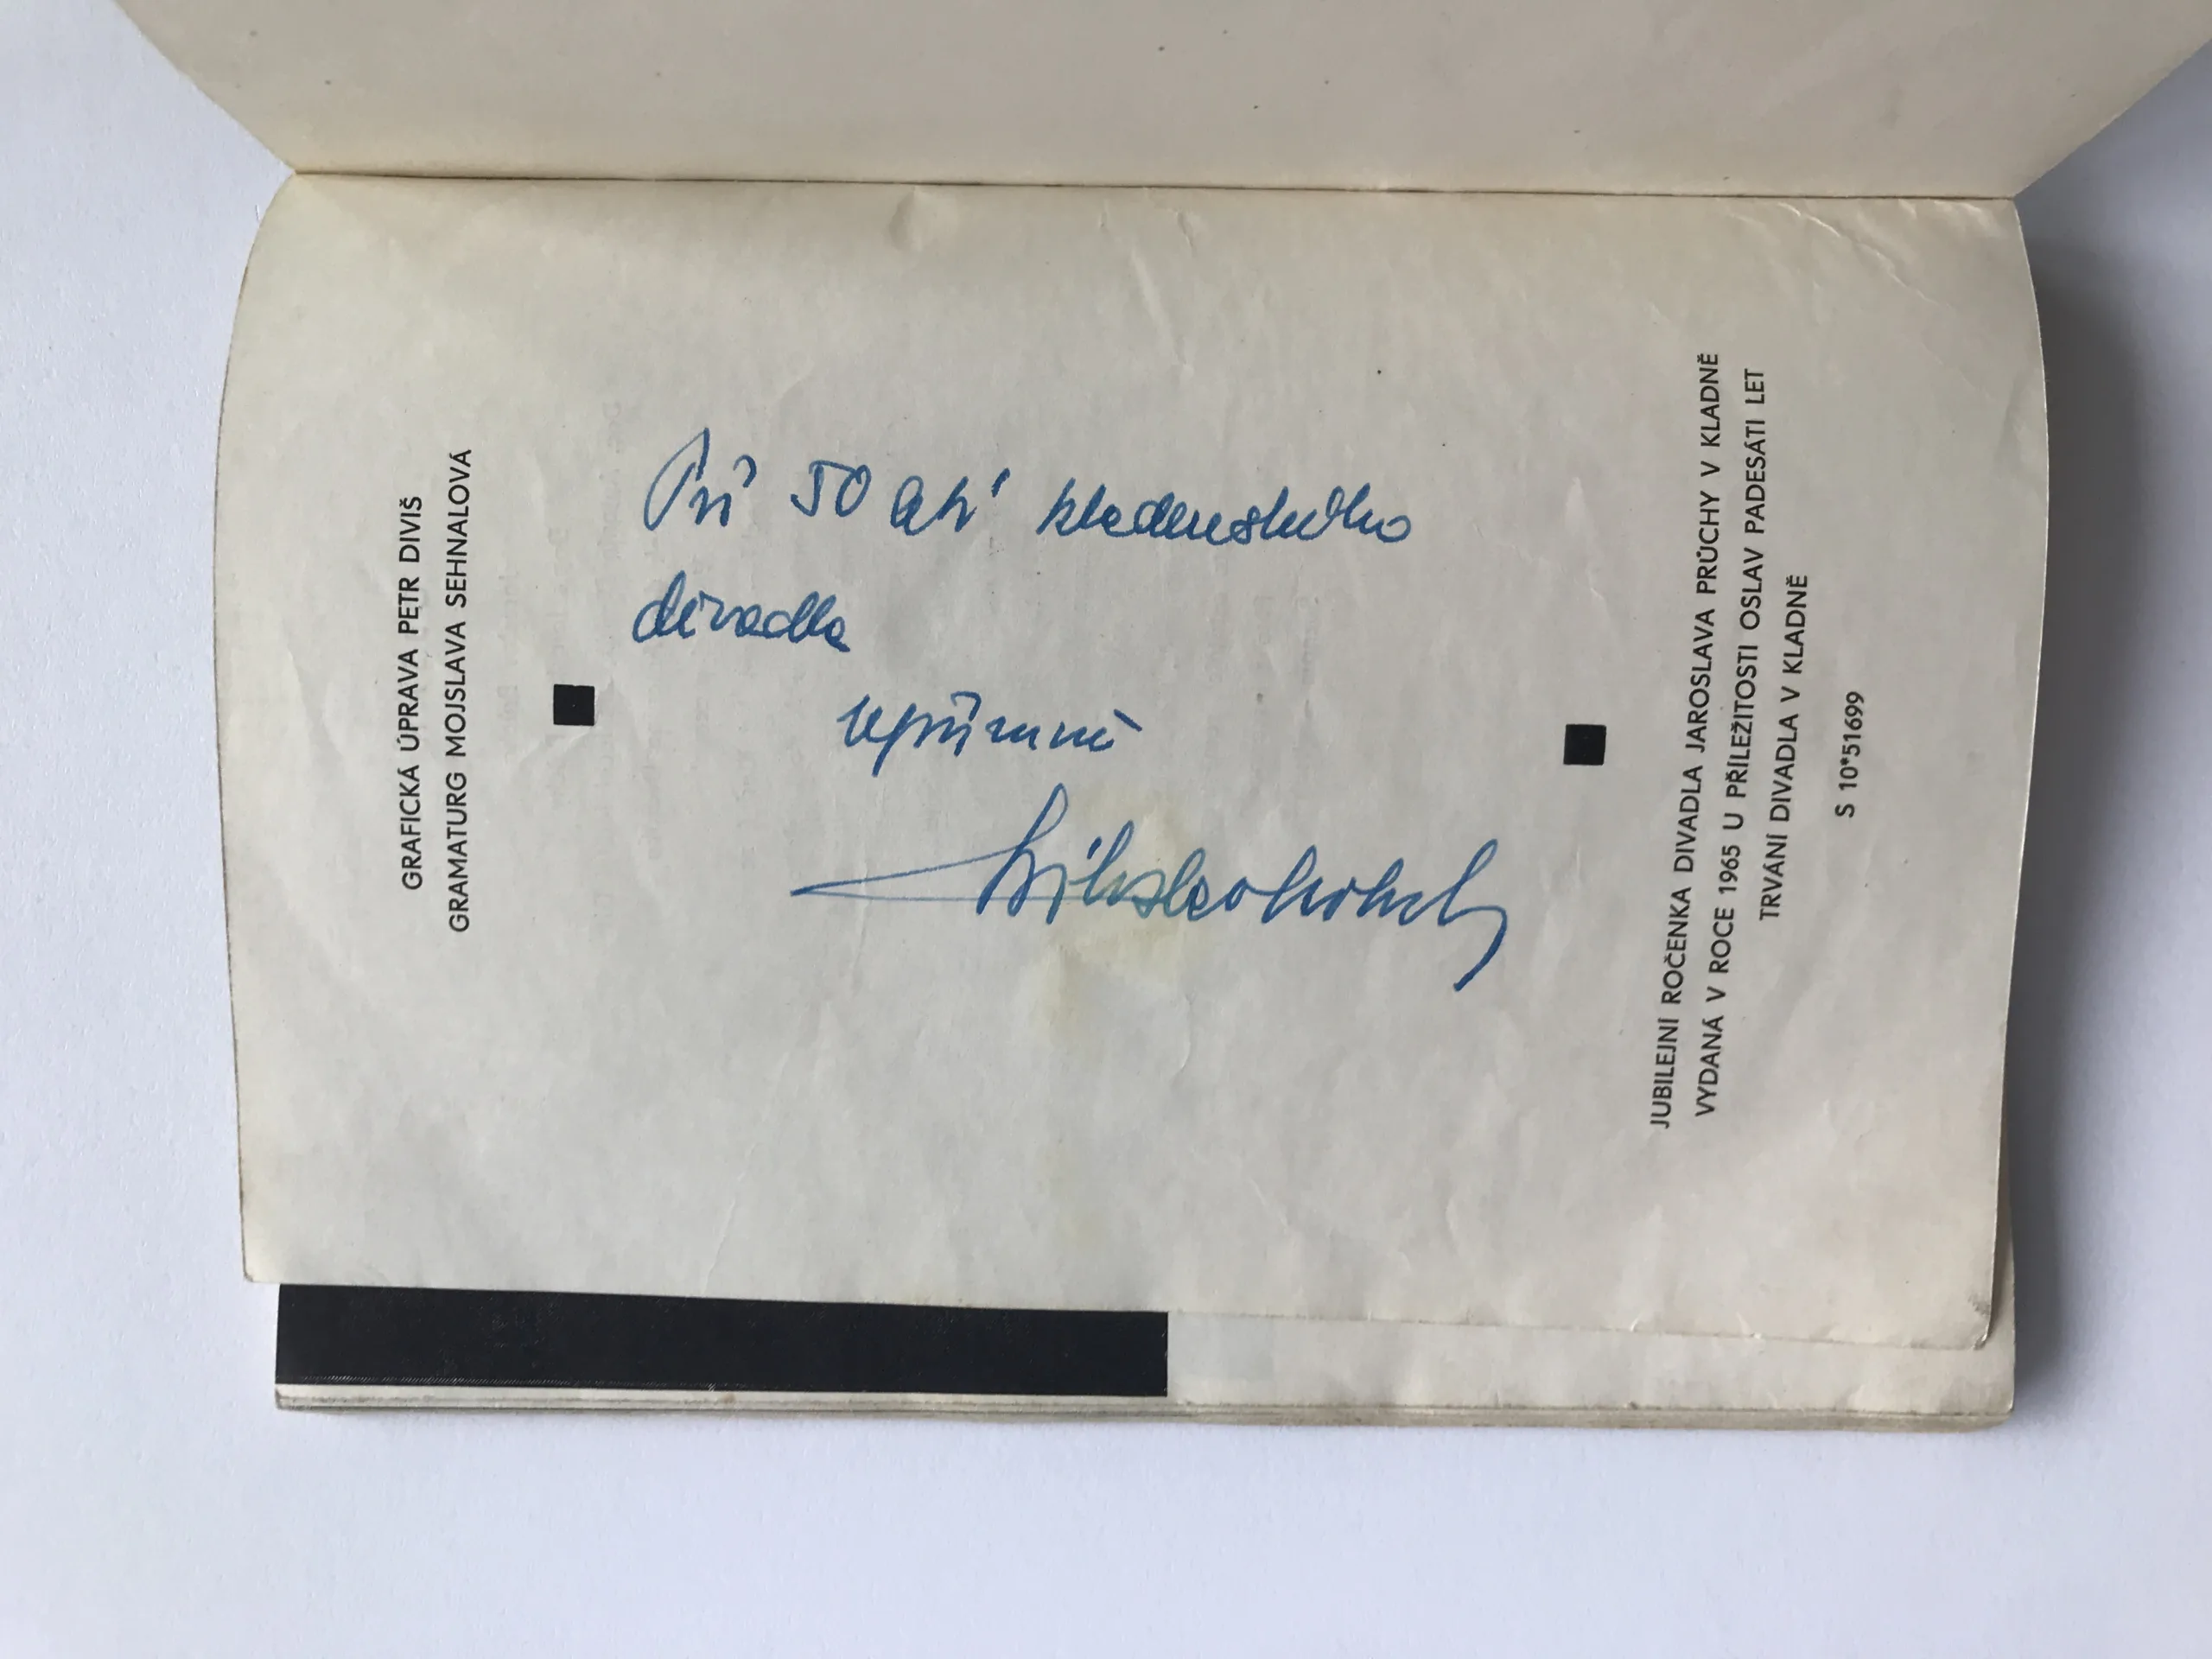 GRAFICKÁ ÚPRAVA PETR DIVIŠ
GRAMATURG MOJSLAVA SEHNALOVÁ
Při 50 letí kladenského
divadla
upřímně
JUBILEJNÍ ROČENKA DIVADLA JAROSLAVA PRŮCHY V KLADNĚ
VYDANÁ V ROCE 1965 U PŘÍLEŽITOSTI OSLAV PADESÁTI LET
TRVÁNÍ DIVADLA V KLADNĚ
S 10*51699